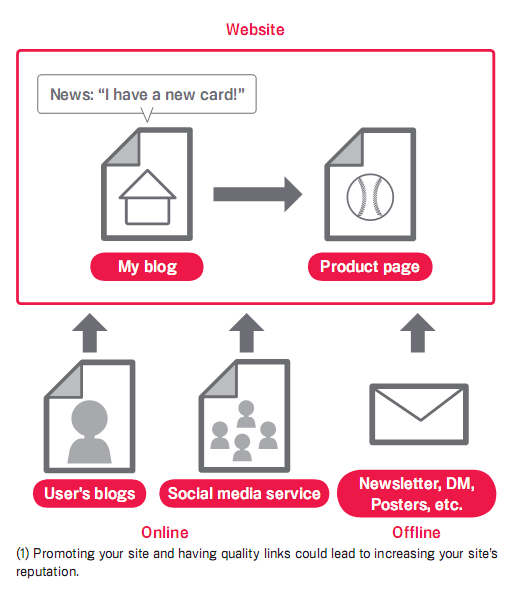 Website
News: “I have a new card!”
My blog
Product page
User's blogs
Social media service
Newsletter, DM,
Posters, etc.
Online
Offline
(1) Promoting your site and having quality links could lead to increasing your site’s
reputation.